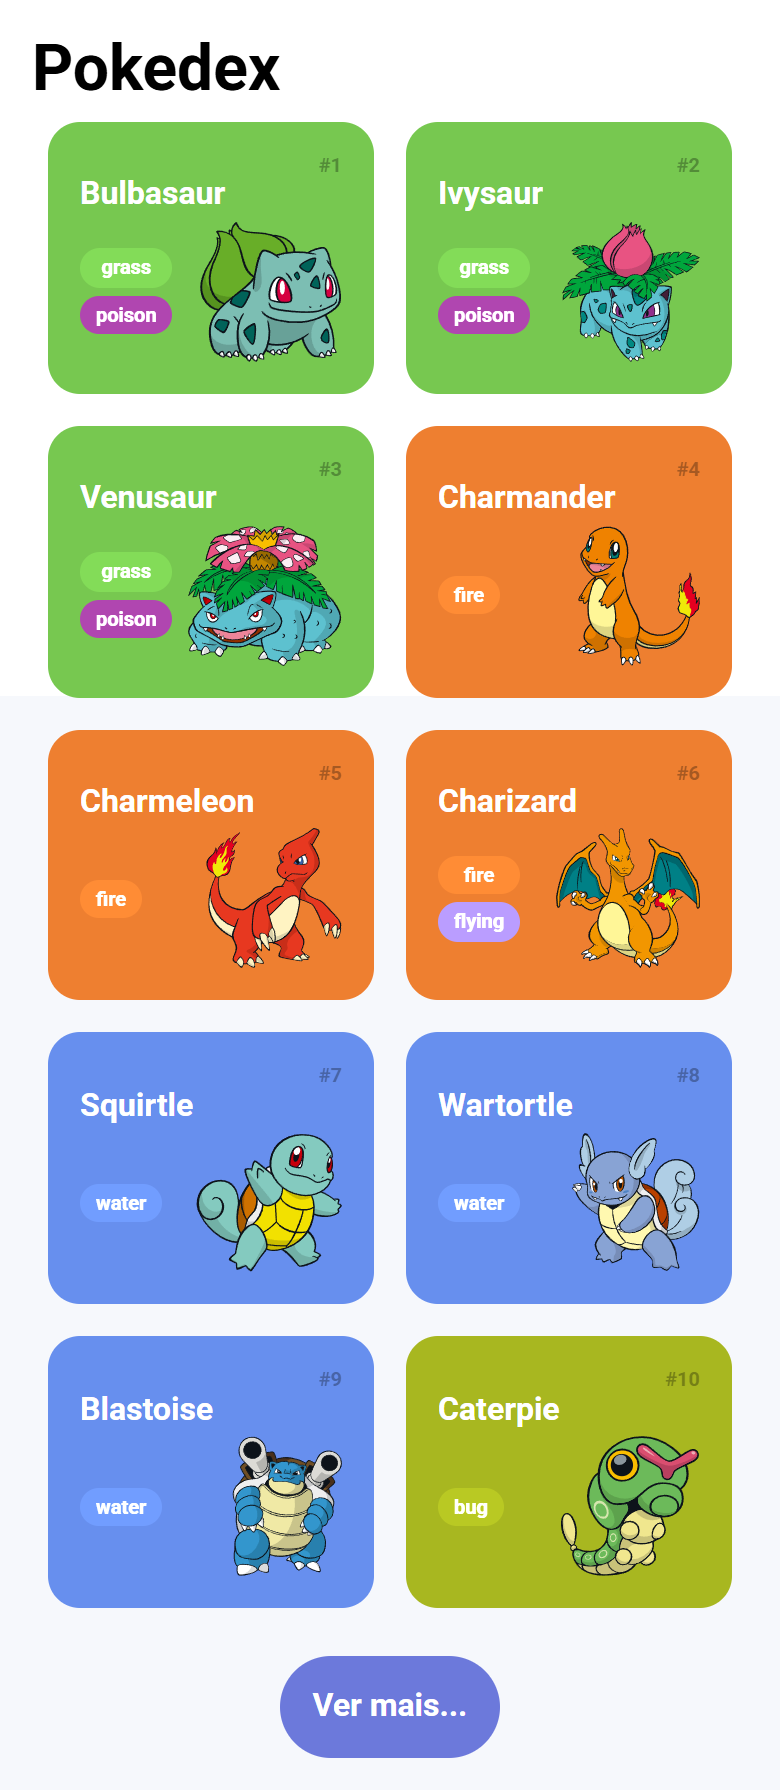 Pokedex
#1
Bulbasaur
grass
poison
#2
Ivysaur
grass
poison
#3
Venusaur
grass
poison
#4
Charmander
fire
#5
Charmeleon
fire
#6
Charizard
fire
flying
#7
Squirtle
water
#8
Wartortle
water
#9
Blastoise
water
#10
Caterpie
bug
Ver mais...